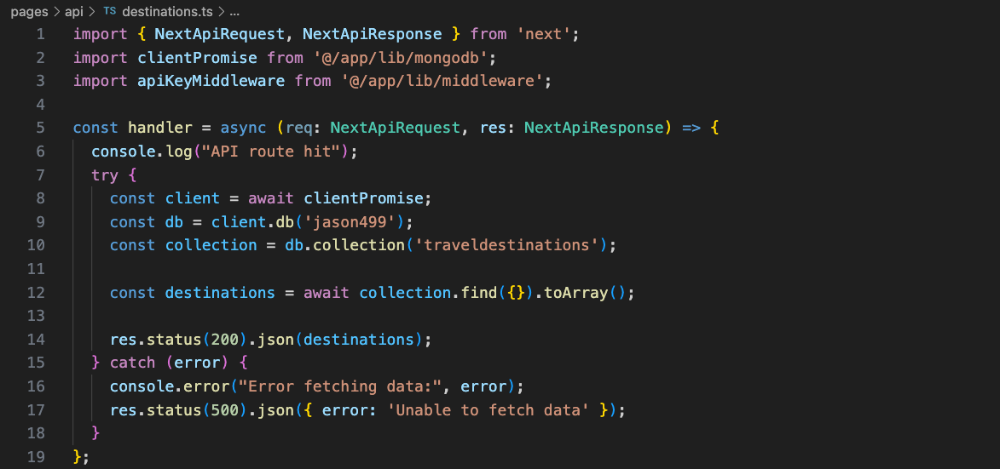 pages > api > TS destinations.ts > ...
1 import { NextApiRequest, NextApiResponse } from 'next';
2 import clientPromise from '@/app/lib/mongodb';
3 import apiKeyMiddleware from '@/app/lib/middleware';
4
5 const handler = async (req: NextApiRequest, res: NextApiResponse) => {
6   console.log("API route hit");
7   try {
8     const client = await clientPromise;
9     const db = client.db('jason499');
10     const collection = db.collection('traveldestinations');
11
12     const destinations = await collection.find({}).toArray();
13
14     res.status(200).json(destinations);
15   } catch (error) {
16     console.error("Error fetching data:", error);
17     res.status(500).json({ error: 'Unable to fetch data' });
18   }
19 };